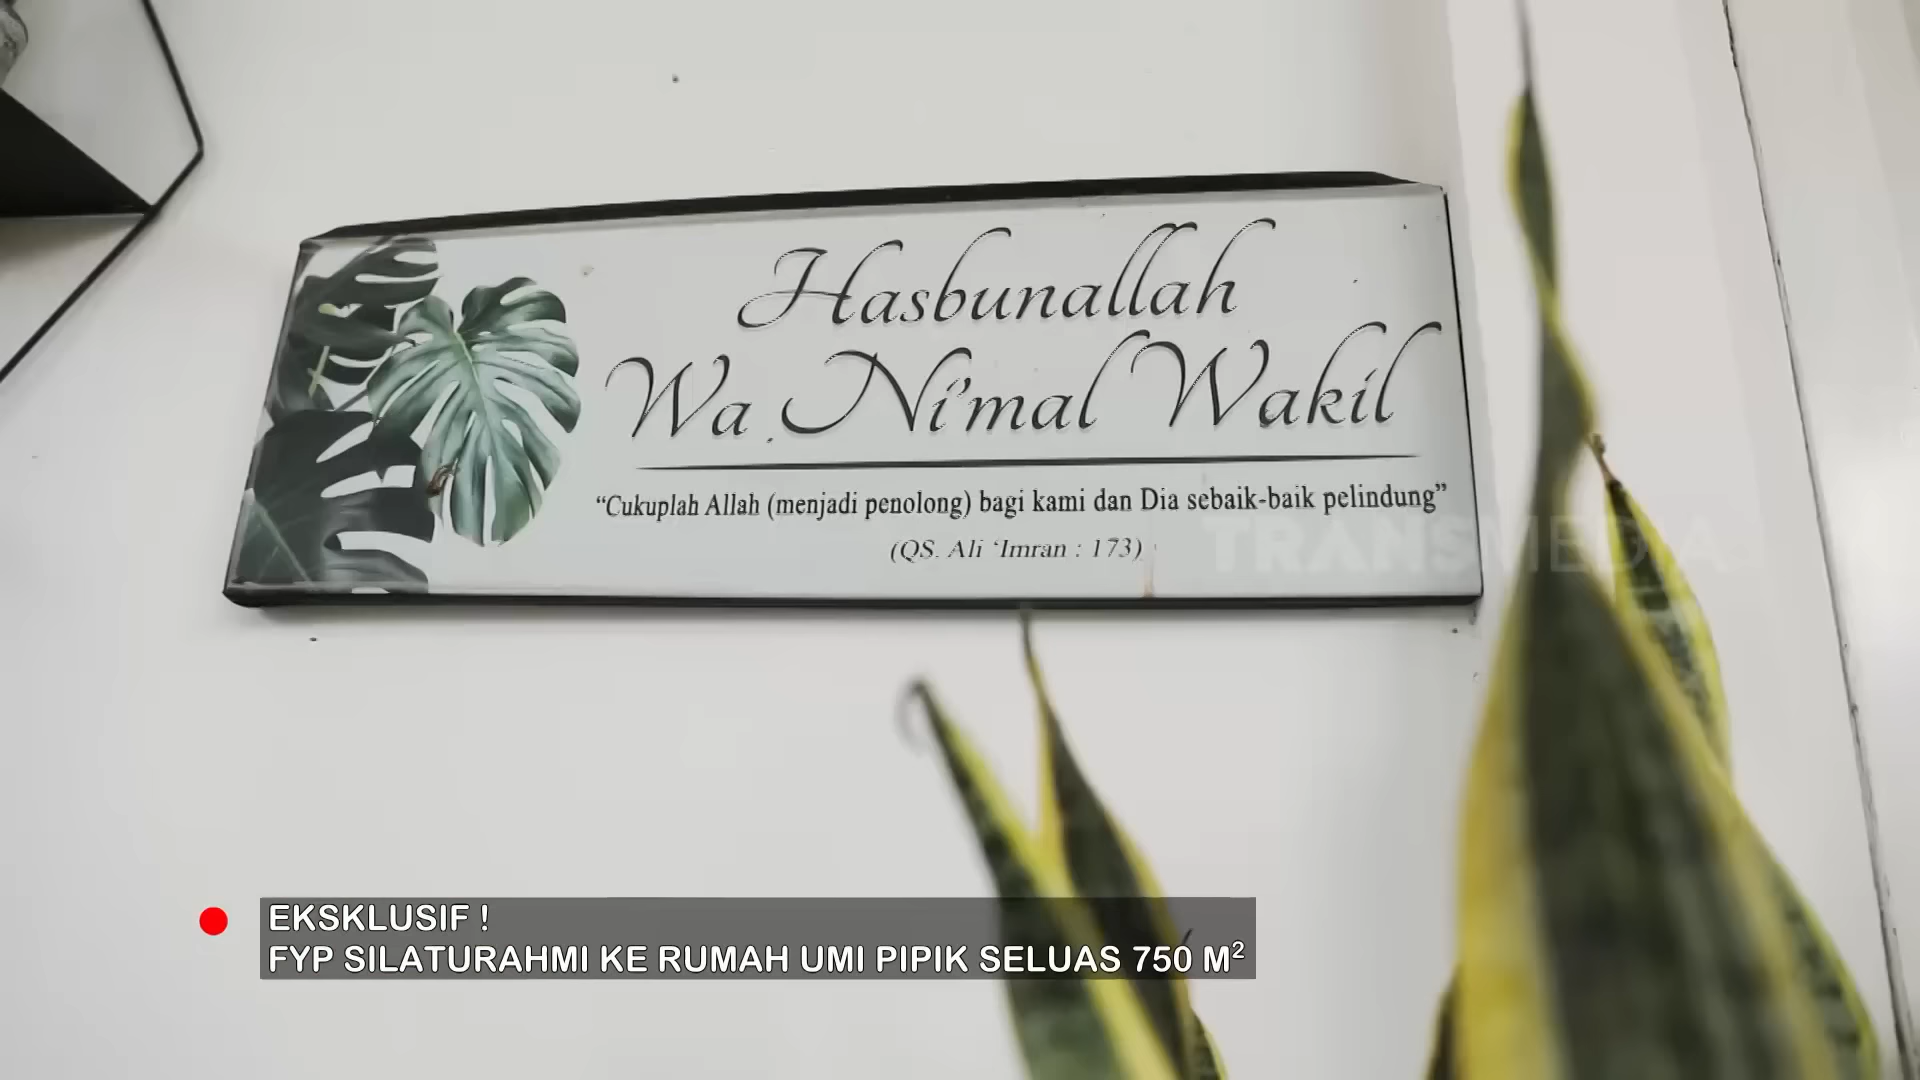 Hasbunallah
Wa Ni'mal Wakil
“Cukuplah Allah (menjadi penolong) bagi kami dan Dia sebaik-baik pelindung”
(QS. Ali ‘Imran : 173)
TRANSMEDIA
EKSKLUSIF !
FYP SILATURAHMI KE RUMAH UMI PIPIK SELUAS 750 M²